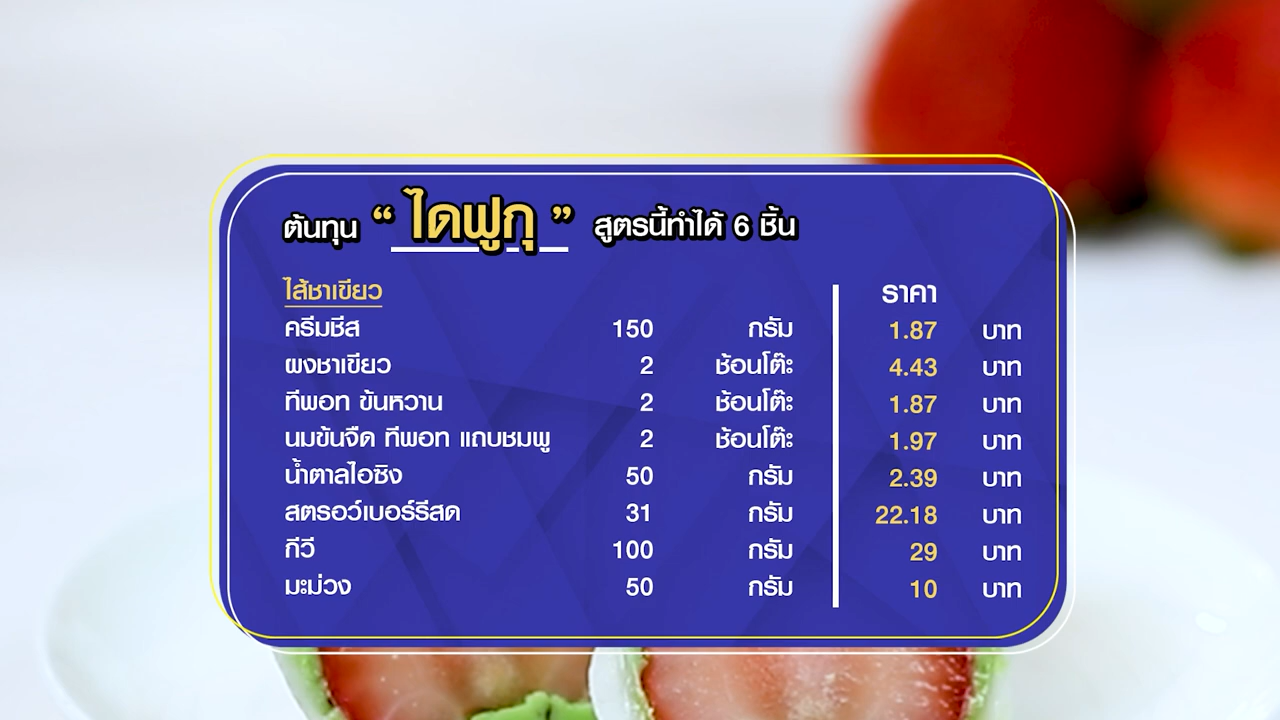 ต้นทุน “ ไดฟูกุ ” สูตรนี้ทำได้ 6 ชิ้น
ไส้ชาเขียว ราคา
ครีมชีส 150 กรัม 1.87 บาท
ผงชาเขียว 2 ช้อนโต๊ะ 4.43 บาท
ทีพอท ข้นหวาน 2 ช้อนโต๊ะ 1.87 บาท
นมข้นจืด ทีพอท แถบชมพู 2 ช้อนโต๊ะ 1.97 บาท
น้ำตาลไอซิง 50 กรัม 2.39 บาท
สตรอว์เบอร์รีสด 31 กรัม 22.18 บาท
กีวี 100 กรัม 29 บาท
มะม่วง 50 กรัม 10 บาท